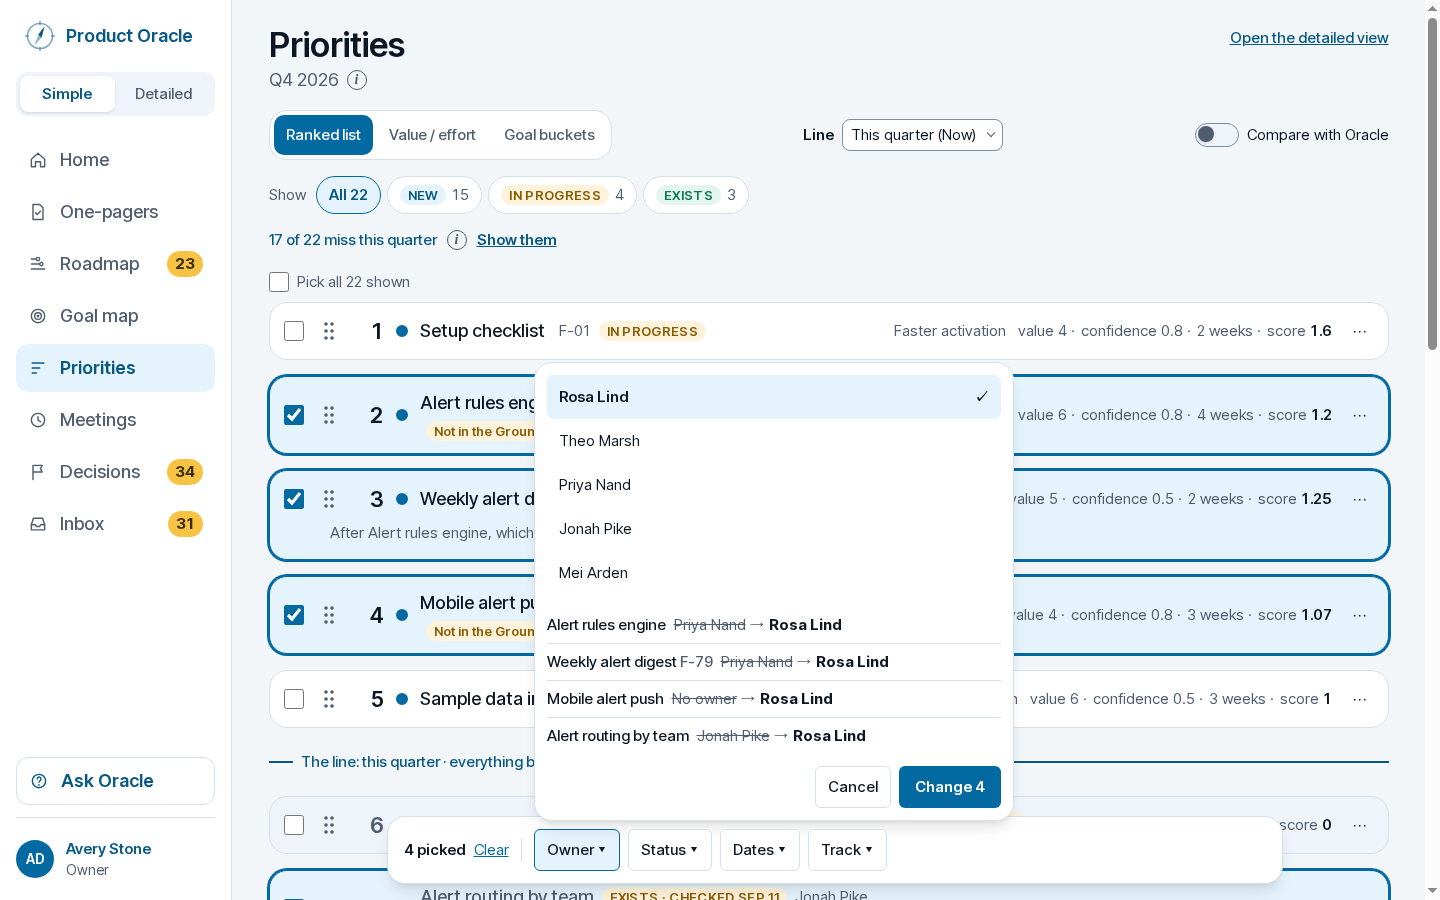 Product Oracle
Simple
Detailed
Home
One-pagers
Roadmap 23
Goal map
Priorities
Meetings
Decisions 34
Inbox 31
Ask Oracle
AD
Avery Stone
Owner
Priorities
Open the detailed view
Q4 2026 i
Ranked list
Value / effort
Goal buckets
Line
This quarter (Now)
Compare with Oracle
Show
All 22
NEW 15
IN PROGRESS 4
EXISTS 3
17 of 22 miss this quarter i Show them
Pick all 22 shown
1 Setup checklist F-01 IN PROGRESS Faster activation value 4 · confidence 0.8 · 2 weeks · score 1.6 ...
2 Alert rules eng value 6 · confidence 0.8 · 4 weeks · score 1.2 ...
Not in the Groun
3 Weekly alert d value 5 · confidence 0.5 · 2 weeks · score 1.25 ...
After Alert rules engine, which
4 Mobile alert pu value 4 · confidence 0.8 · 3 weeks · score 1.07 ...
Not in the Groun
5 Sample data i value 6 · confidence 0.5 · 3 weeks · score 1 ...
The line: this quarter · everything b
6 score 0 ...
Alert routing by team EXISTS · CHECKED SEP 11 Jonah Pike
Rosa Lind ✓
Theo Marsh
Priya Nand
Jonah Pike
Mei Arden
Alert rules engine Priya Nand → Rosa Lind
Weekly alert digest F-79 Priya Nand → Rosa Lind
Mobile alert push No owner → Rosa Lind
Alert routing by team Jonah Pike → Rosa Lind
Cancel
Change 4
4 picked Clear
Owner ▾
Status ▾
Dates ▾
Track ▾